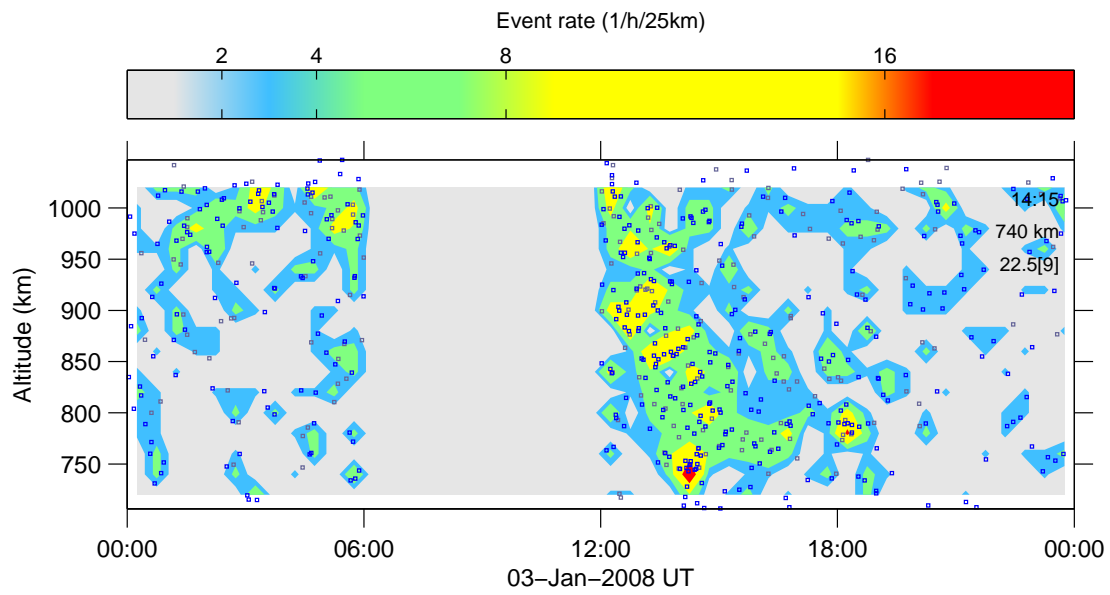 Event rate (1/h/25km)
2 4 8 16
14:15
740 km
22.5[9]
Altitude (km)
1000
950
900
850
800
750
00:00 06:00 12:00 18:00 00:00
03−Jan−2008 UT